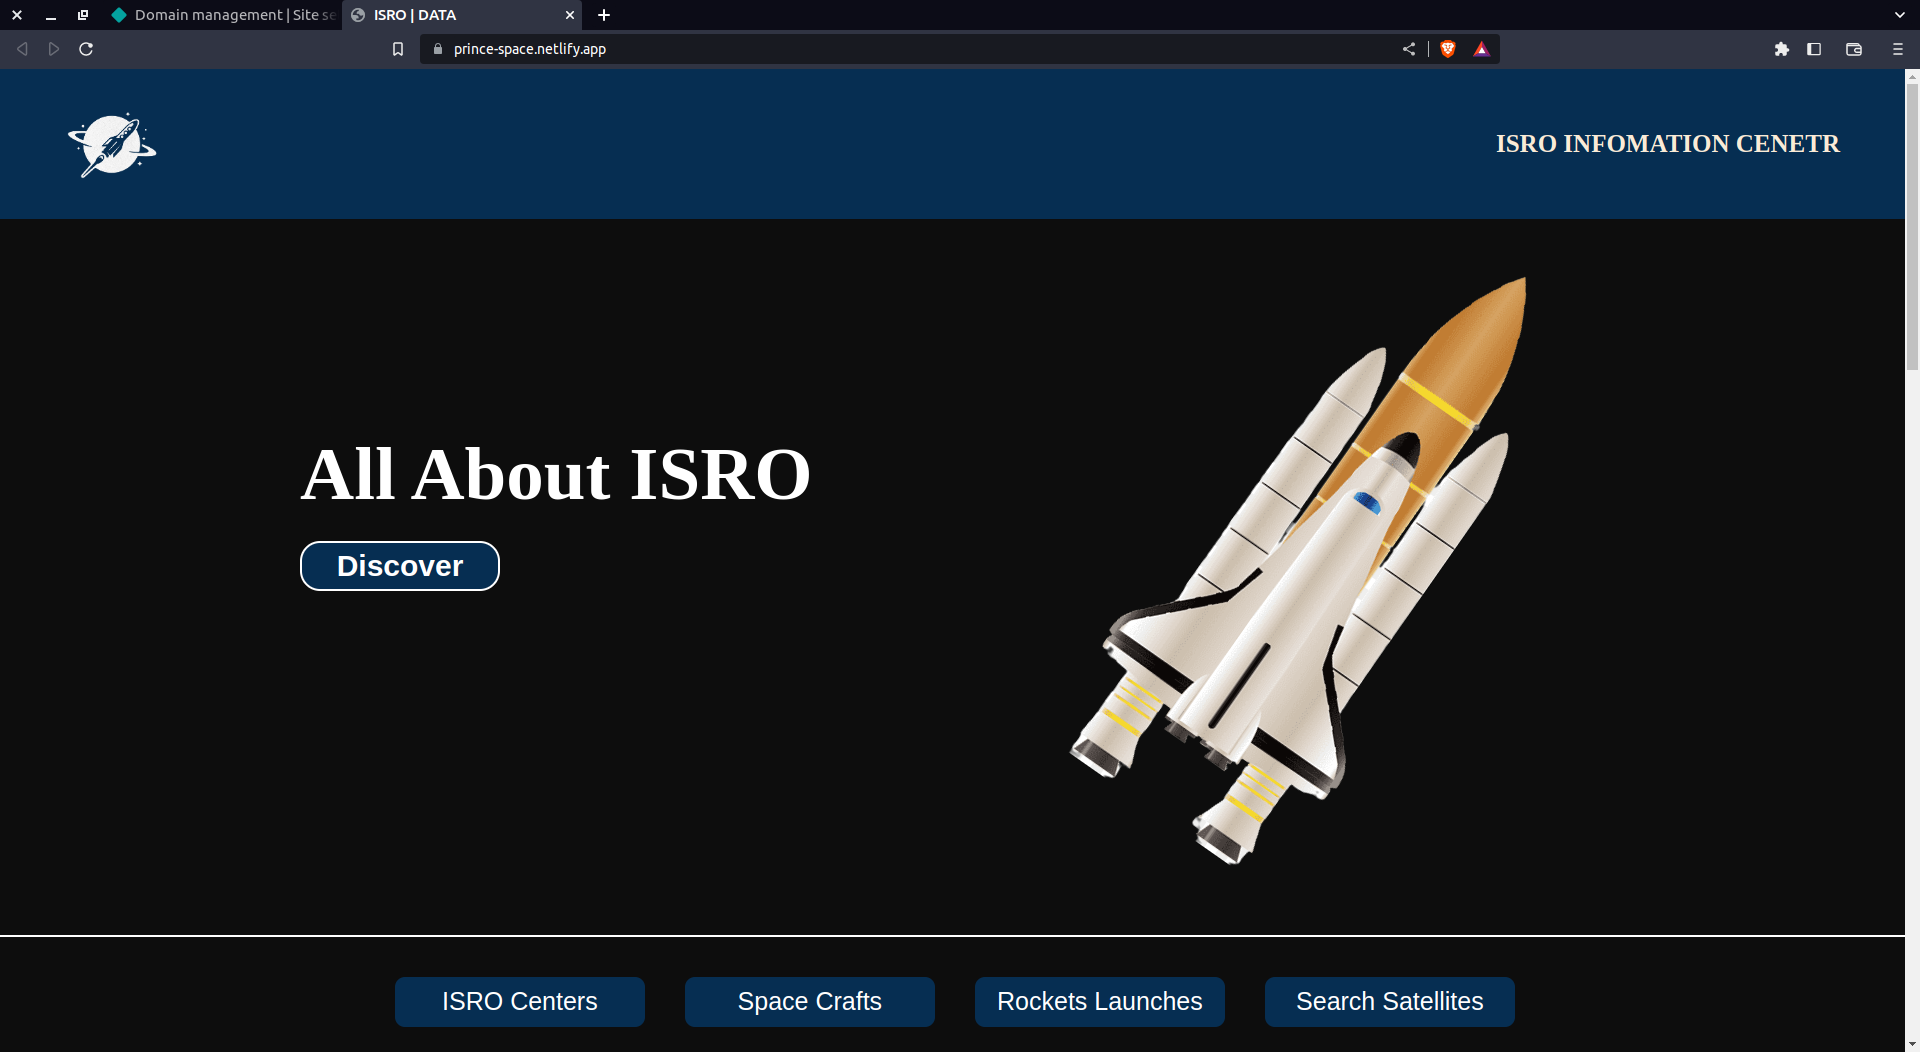 Domain management | Site se
ISRO | DATA
prince-space.netlify.app
ISRO INFOMATION CENETR
All About ISRO
Discover
ISRO Centers
Space Crafts
Rockets Launches
Search Satellites